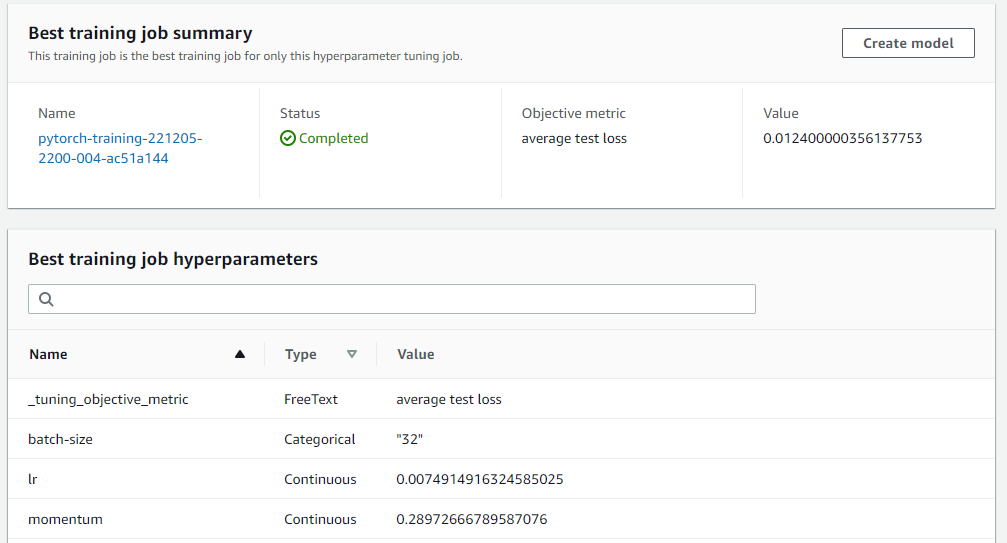 Best training job summary
This training job is the best training job for only this hyperparameter tuning job.
Create model
Name
Status
Objective metric
Value
pytorch-training-221205-
2200-004-ac51a144
Completed
average test loss
0.012400000356137753
Best training job hyperparameters
Name Type Value
_tuning_objective_metric FreeText average test loss
batch-size Categorical "32"
lr Continuous 0.0074914916324585025
momentum Continuous 0.28972666789587076